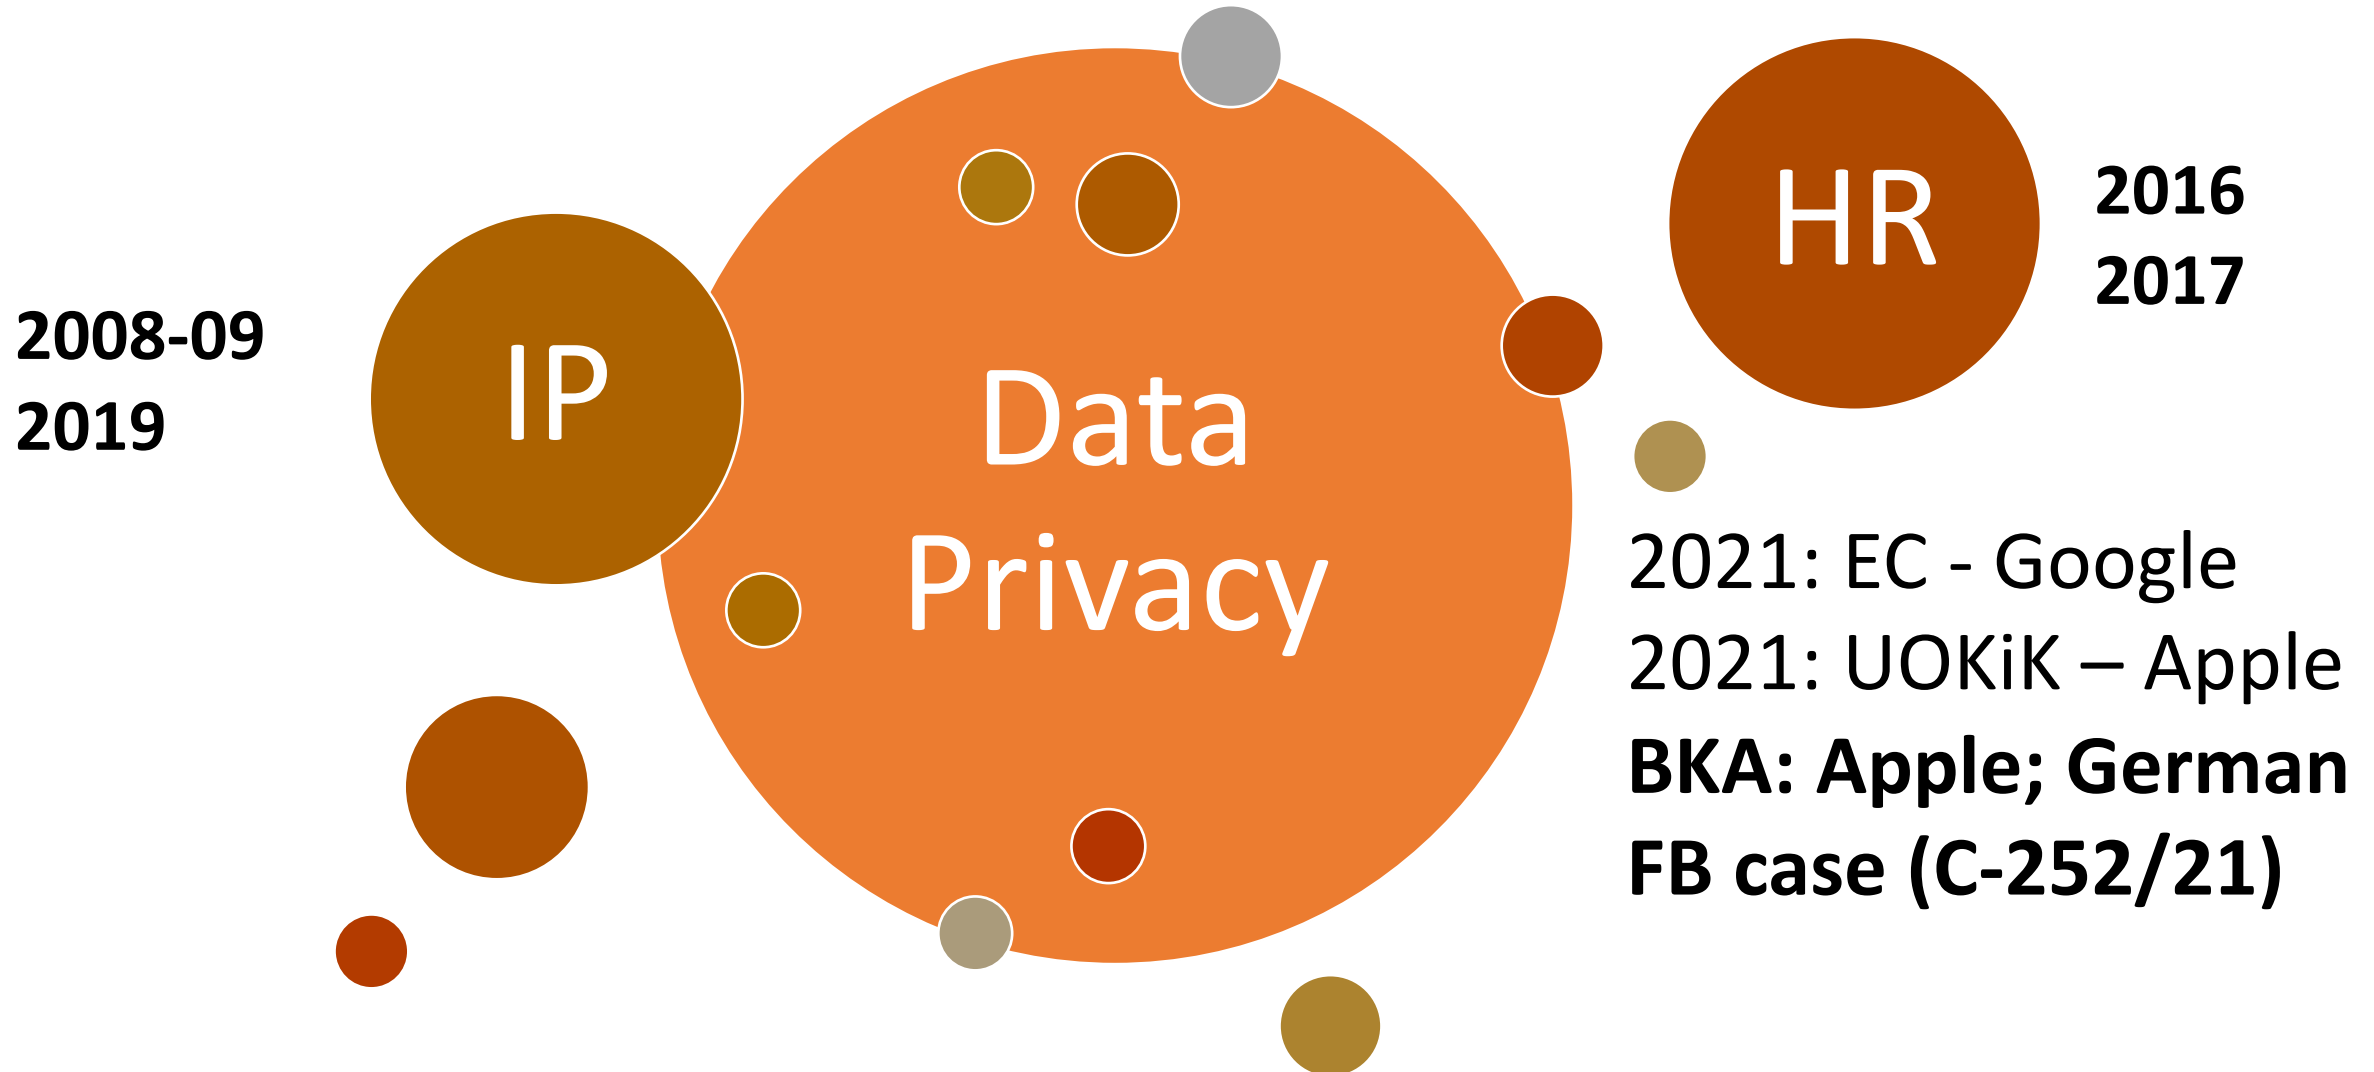 2008-09
2019
IP
Data
Privacy
HR
2016
2017
2021: EC - Google
2021: UOKiK – Apple
BKA: Apple; German
FB case (C-252/21)